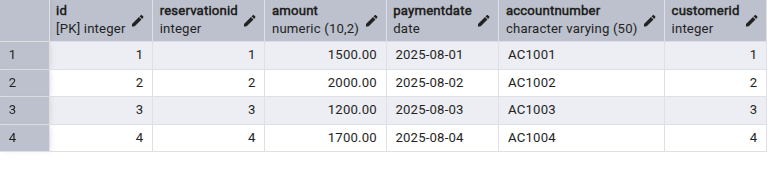 id reservationid amount paymentdate accountnumber customerid
[PK] integer integer numeric (10,2) date character varying (50) integer
1 1 1 1500.00 2025-08-01 AC1001 1
2 2 2 2000.00 2025-08-02 AC1002 2
3 3 3 1200.00 2025-08-03 AC1003 3
4 4 4 1700.00 2025-08-04 AC1004 4